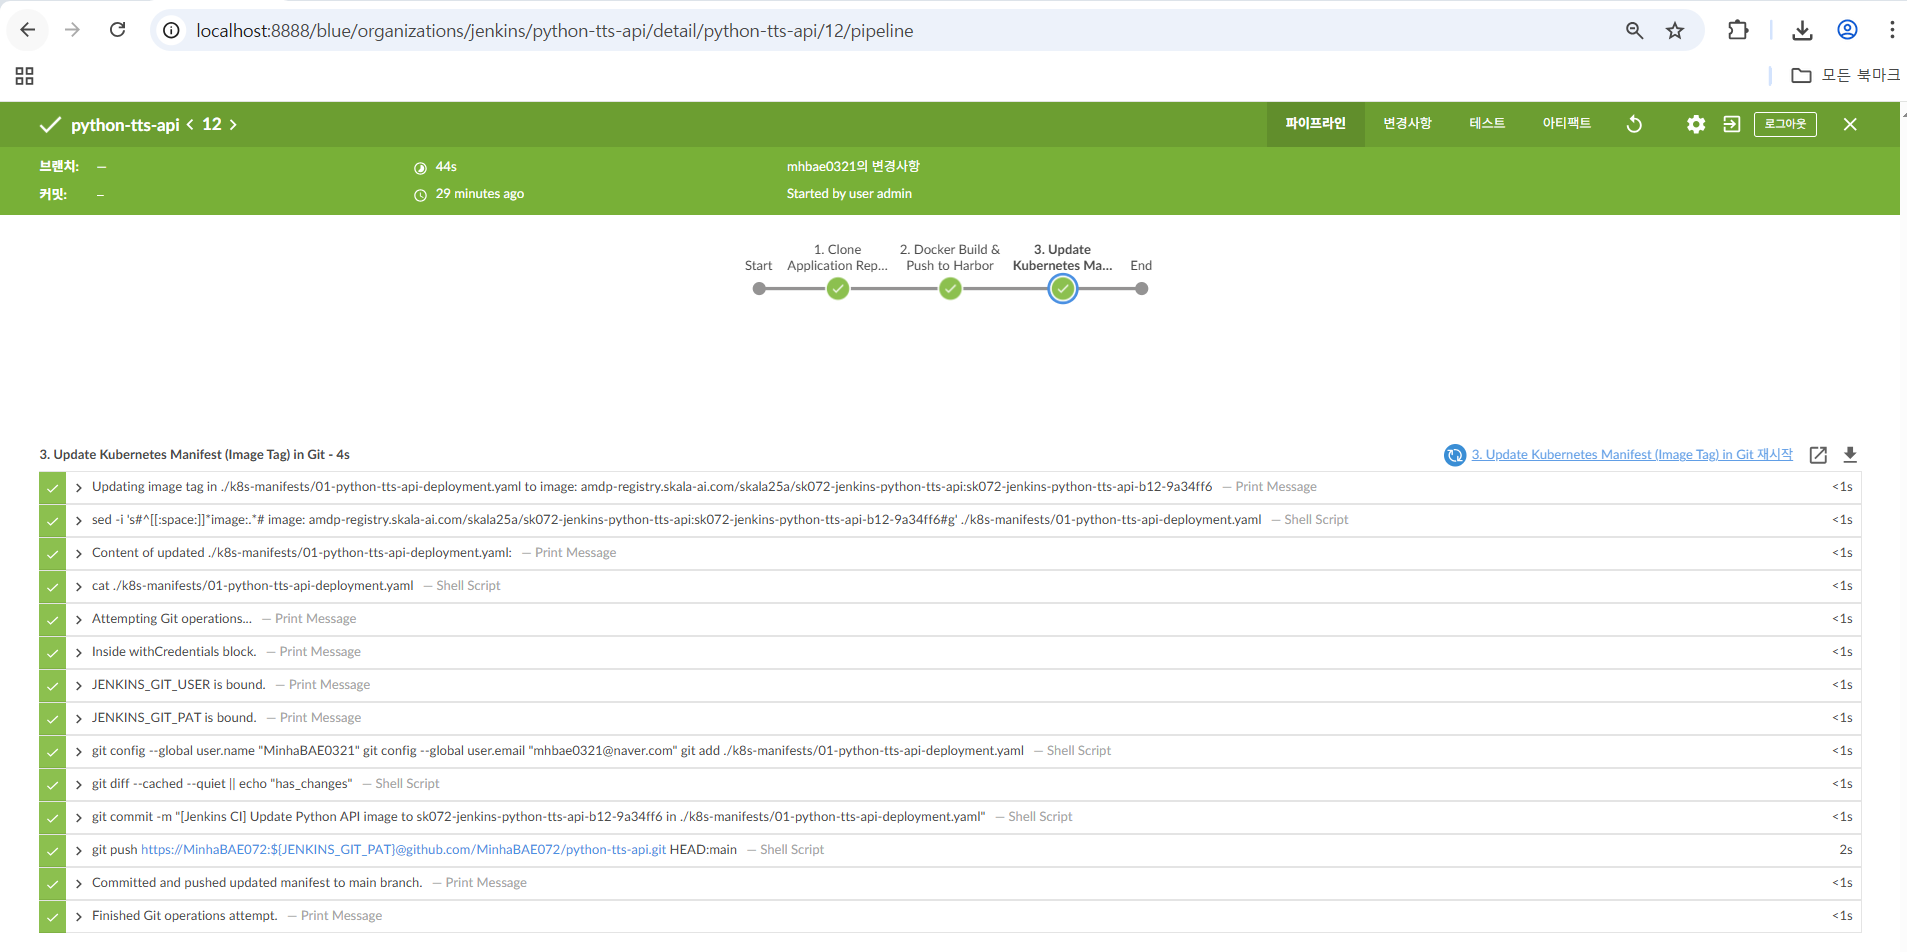 localhost:8888/blue/organizations/jenkins/python-tts-api/detail/python-tts-api/12/pipeline
모든 북마크
python-tts-api < 12 >
파이프라인 변경사항 테스트 아티팩트 로그아웃
브랜치: — 44s mhbae0321의 변경사항
커밋: – 29 minutes ago Started by user admin
Start 1. Clone Application Rep... 2. Docker Build & Push to Harbor 3. Update Kubernetes Ma... End
3. Update Kubernetes Manifest (Image Tag) in Git - 4s 3. Update Kubernetes Manifest (Image Tag) in Git 재시작
Updating image tag in ./k8s-manifests/01-python-tts-api-deployment.yaml to image: amdp-registry.skala-ai.com/skala25a/sk072-jenkins-python-tts-api:sk072-jenkins-python-tts-api-b12-9a34ff6 — Print Message <1s
sed -i 's#^[[:space:]]*image:.*# image: amdp-registry.skala-ai.com/skala25a/sk072-jenkins-python-tts-api:sk072-jenkins-python-tts-api-b12-9a34ff6#g' ./k8s-manifests/01-python-tts-api-deployment.yaml — Shell Script <1s
Content of updated ./k8s-manifests/01-python-tts-api-deployment.yaml: — Print Message <1s
cat ./k8s-manifests/01-python-tts-api-deployment.yaml — Shell Script <1s
Attempting Git operations... — Print Message <1s
Inside withCredentials block. — Print Message <1s
JENKINS_GIT_USER is bound. — Print Message <1s
JENKINS_GIT_PAT is bound. — Print Message <1s
git config --global user.name "MinhaBAE0321" git config --global user.email "mhbae0321@naver.com" git add ./k8s-manifests/01-python-tts-api-deployment.yaml — Shell Script <1s
git diff --cached --quiet || echo "has_changes" — Shell Script <1s
git commit -m "[Jenkins CI] Update Python API image to sk072-jenkins-python-tts-api-b12-9a34ff6 in ./k8s-manifests/01-python-tts-api-deployment.yaml" — Shell Script <1s
git push https://MinhaBAE072:${JENKINS_GIT_PAT}@github.com/MinhaBAE072/python-tts-api.git HEAD:main — Shell Script 2s
Committed and pushed updated manifest to main branch. — Print Message <1s
Finished Git operations attempt. — Print Message <1s